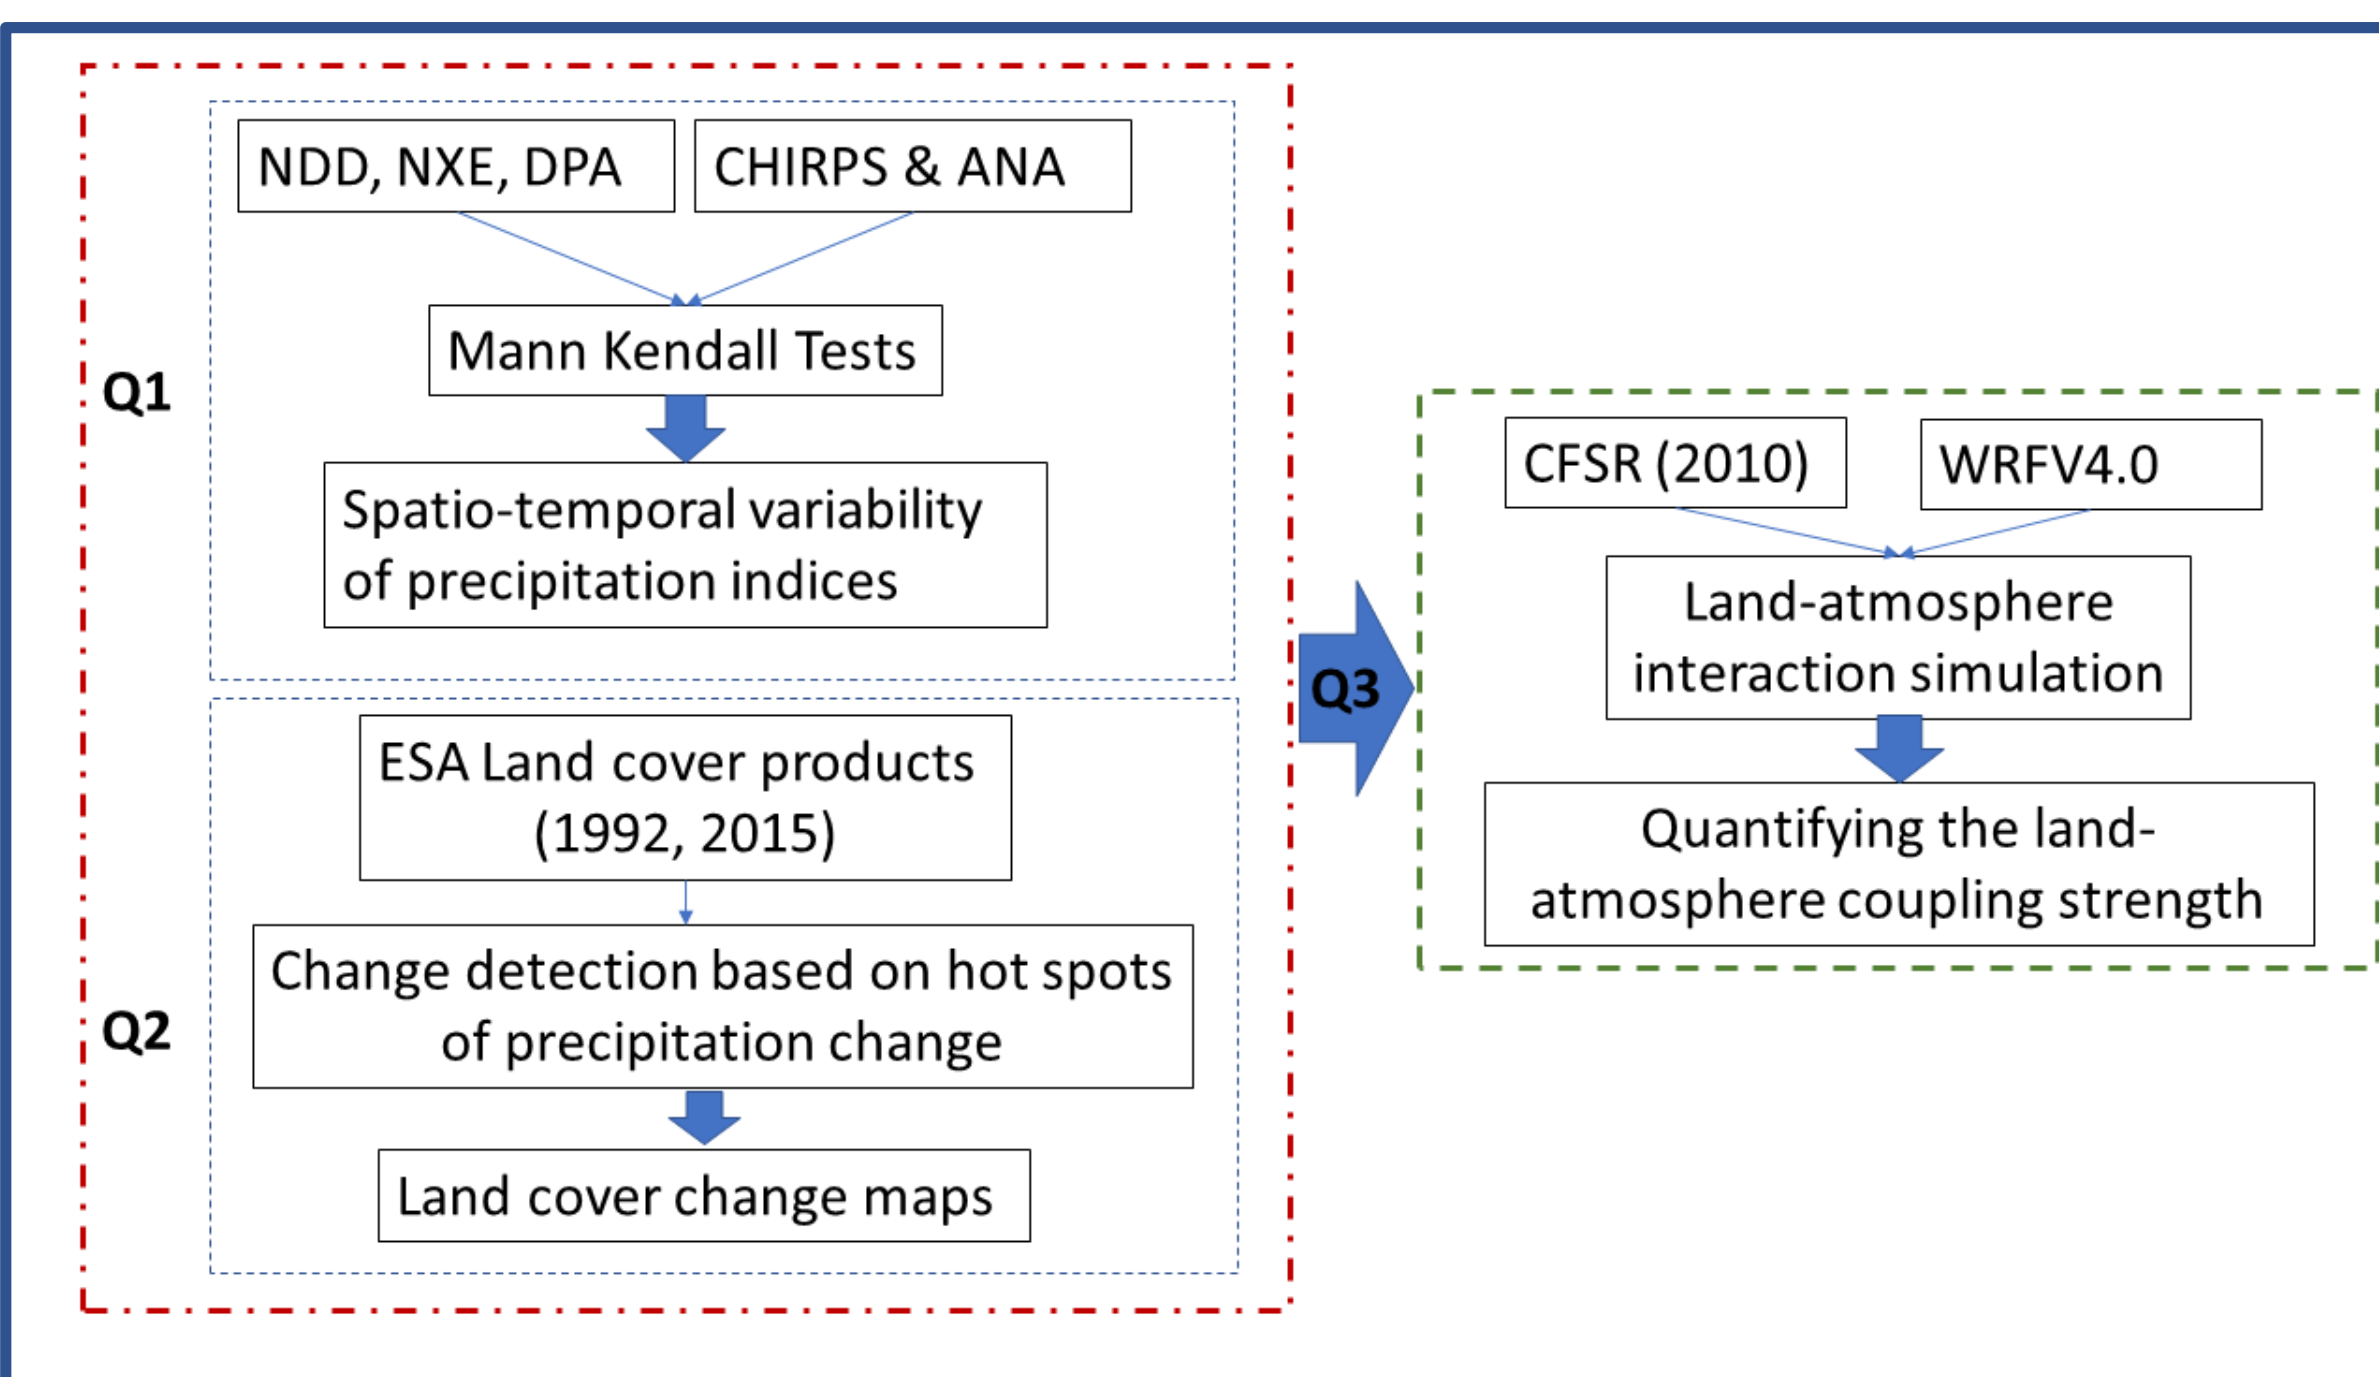 NDD, NXE, DPA
CHIRPS & ANA
Mann Kendall Tests
Q1
Spatio-temporal variability
of precipitation indices
ESA Land cover products
(1992, 2015)
Change detection based on hot spots
of precipitation change
Q2
Land cover change maps
Q3
CFSR (2010)
WRFV4.0
Land-atmosphere
interaction simulation
Quantifying the land-
atmosphere coupling strength